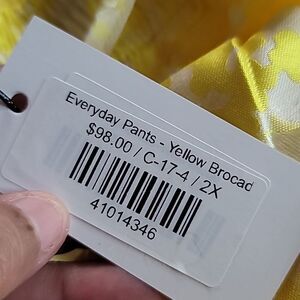 Everyday Pants - Yellow Brocad
$98.00 / C-17-4 / 2X
41014346